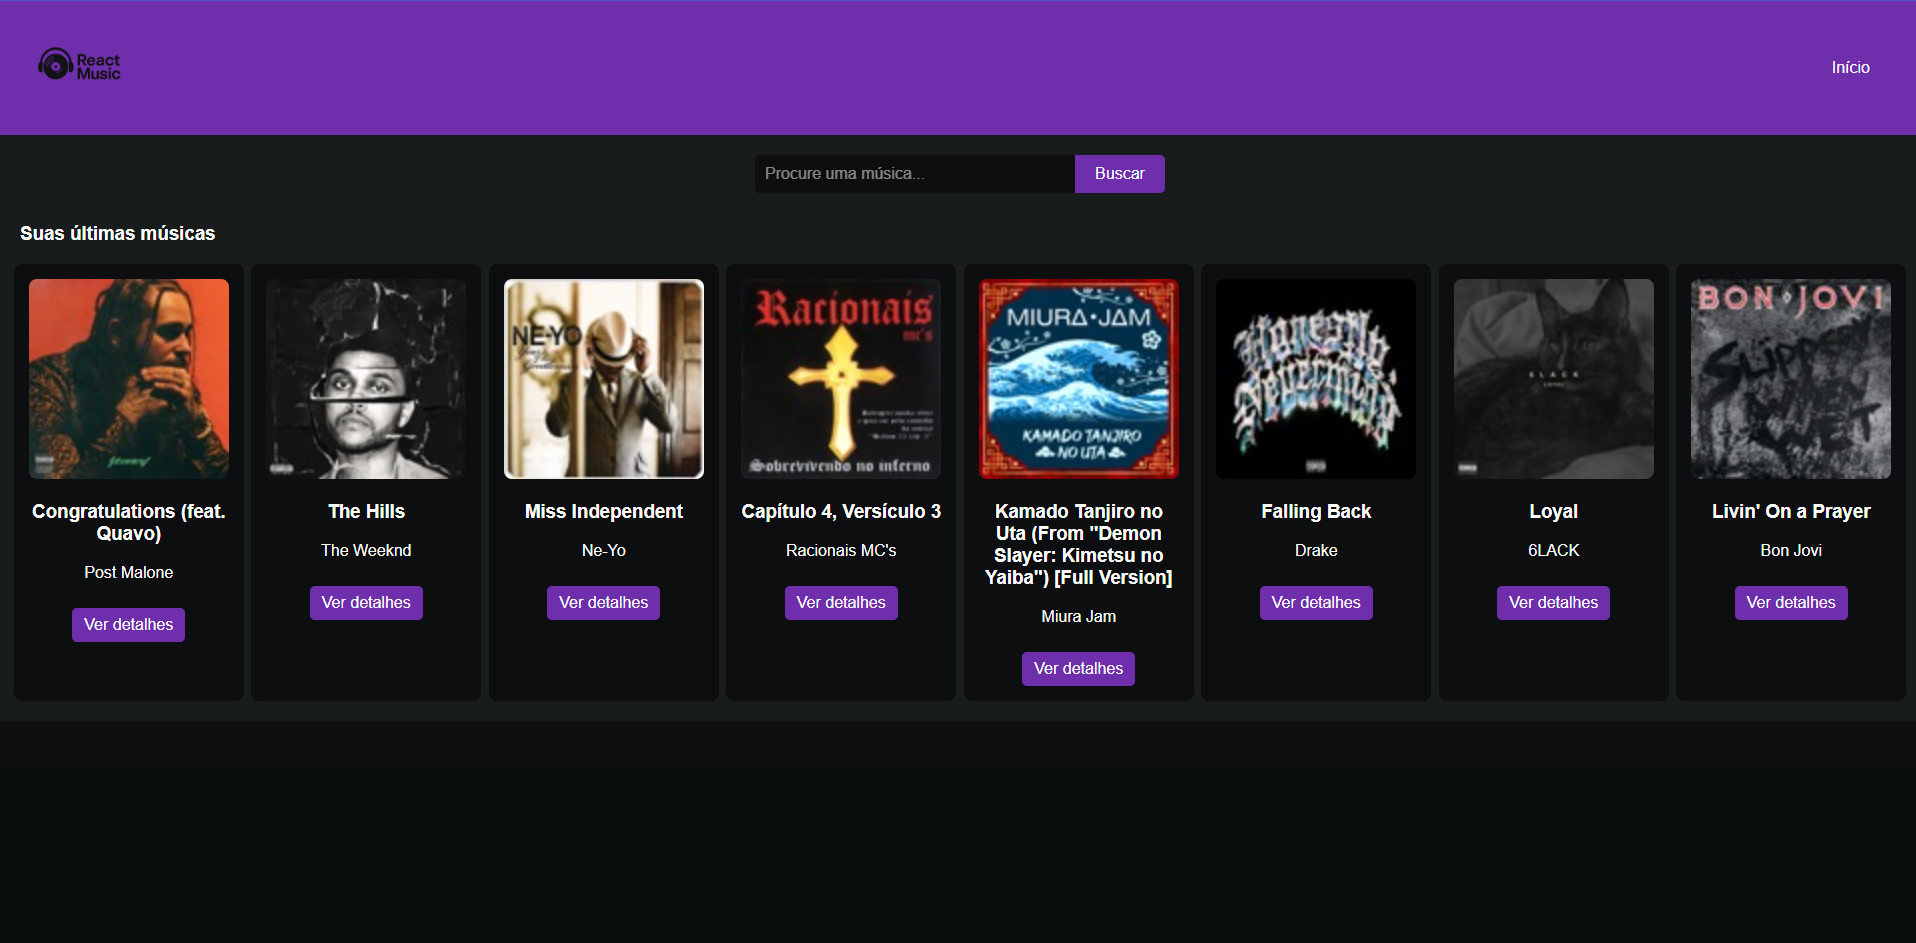 React
Music
Início
Procure uma música...
Buscar
Suas últimas músicas
NE-YO
Racionais
mc's
Sobrevivendo no inferno
MIURA·JAM
KAMADO TANJIRO
NO UTA
6LACK
BON·JOVI
SLIPPERY
WHEN
WET
Congratulations (feat.
Quavo)
Post Malone
Ver detalhes
The Hills
The Weeknd
Ver detalhes
Miss Independent
Ne-Yo
Ver detalhes
Capítulo 4, Versículo 3
Racionais MC's
Ver detalhes
Kamado Tanjiro no
Uta (From "Demon
Slayer: Kimetsu no
Yaiba") [Full Version]
Miura Jam
Ver detalhes
Falling Back
Drake
Ver detalhes
Loyal
6LACK
Ver detalhes
Livin' On a Prayer
Bon Jovi
Ver detalhes